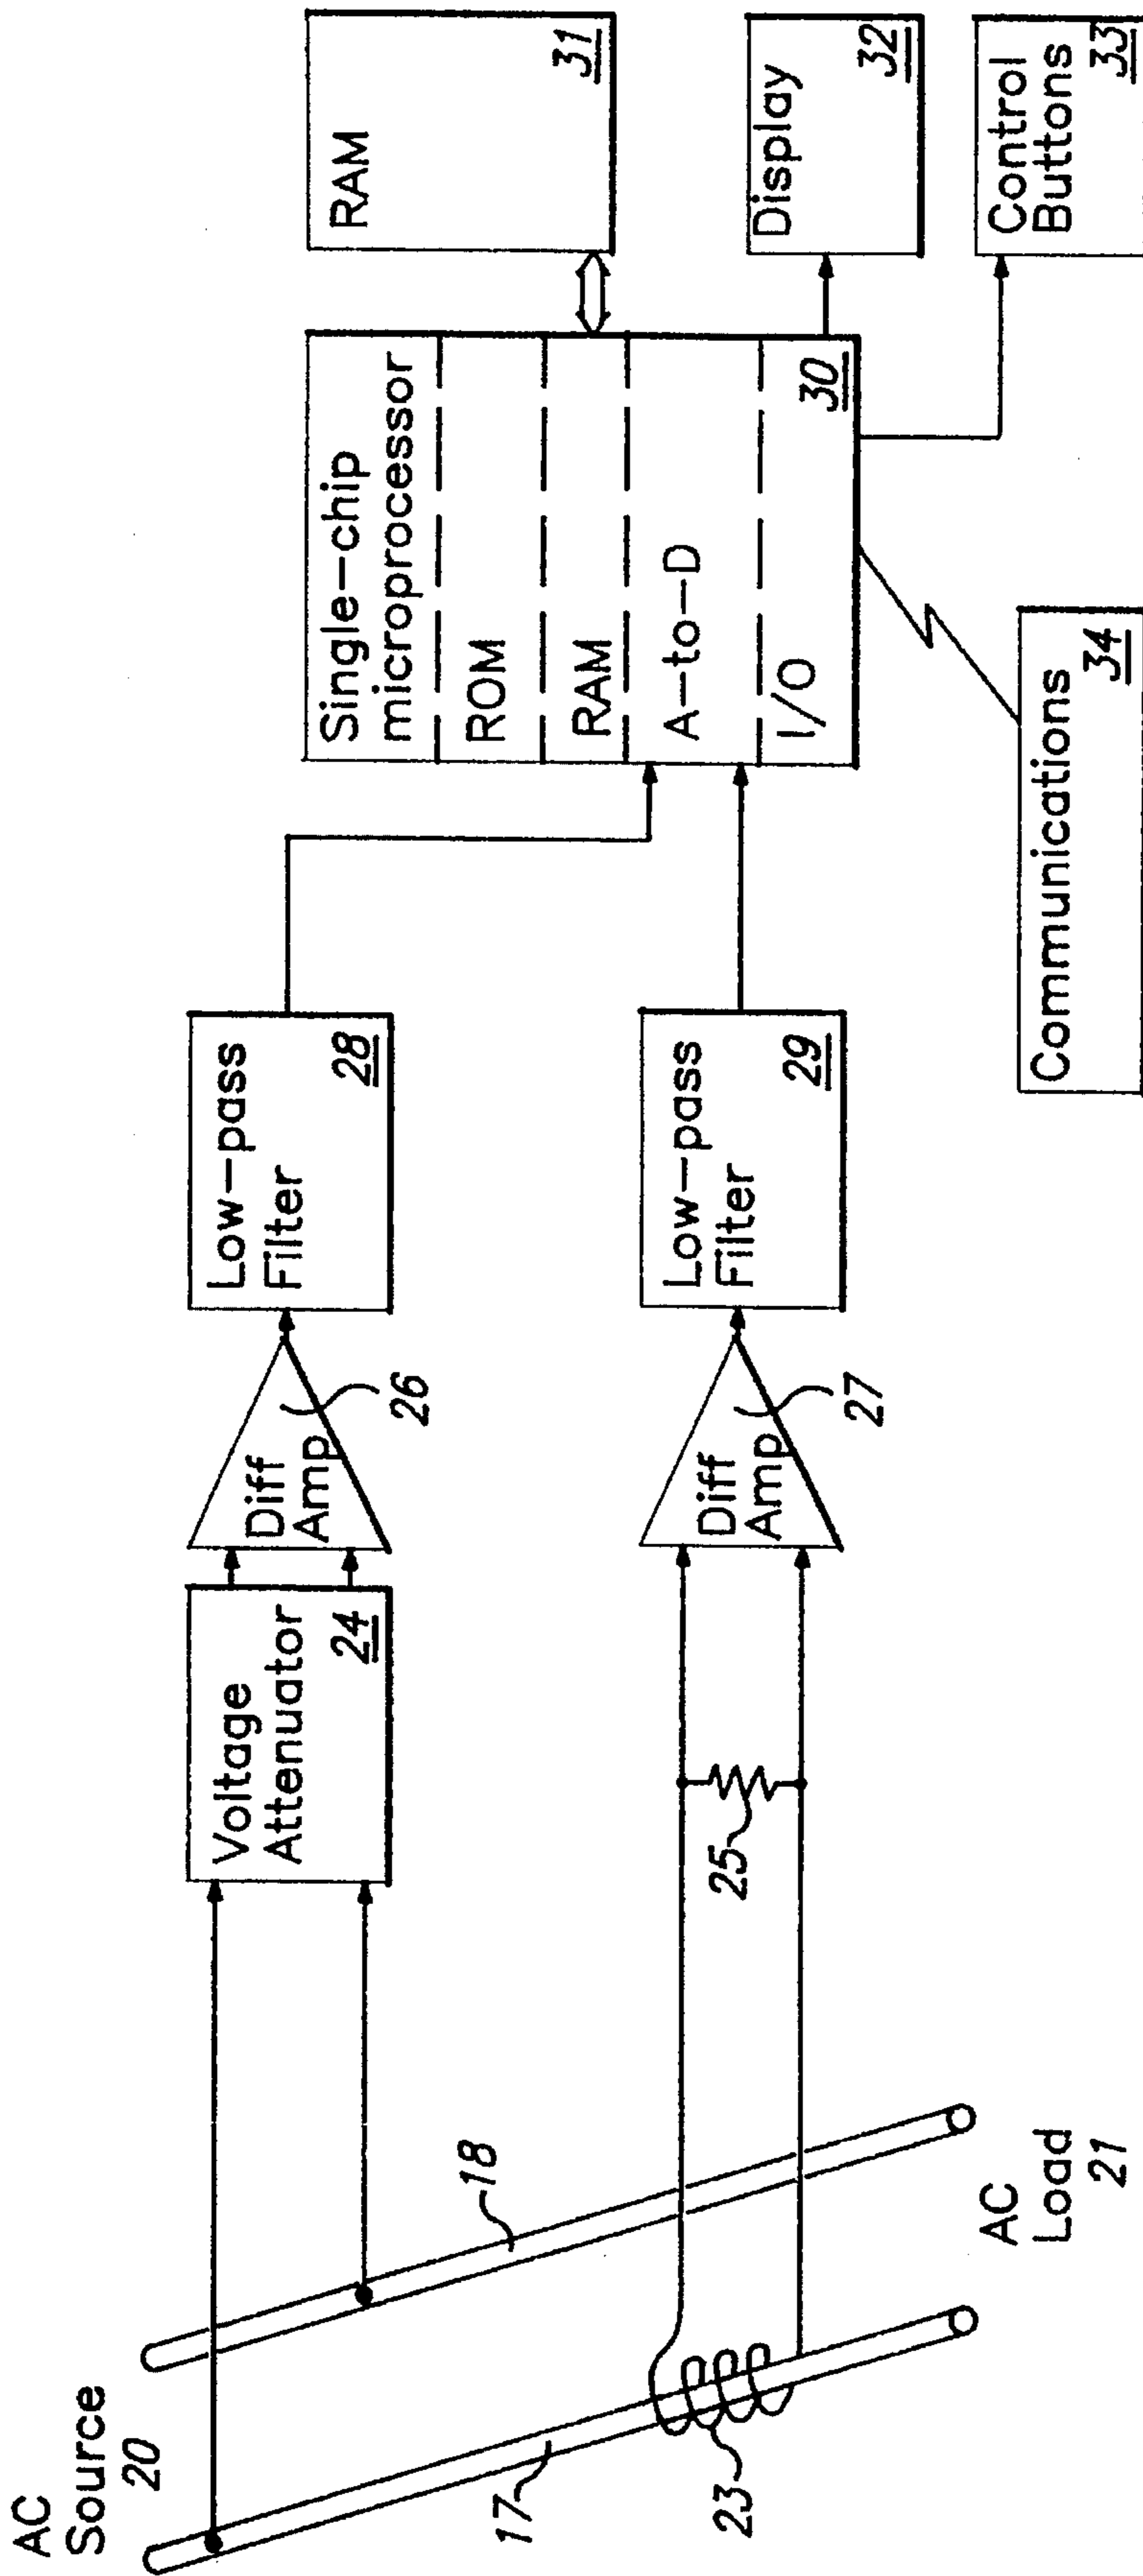 AC
Source
20
17
18
23
AC
Load
21
Voltage
Attenuator
24
25
Diff
Amp
26
Diff
Amp
27
Low-pass
Filter
28
Low-pass
Filter
29
Single-chip
microprocessor
ROM
RAM
A-to-D
I/O
30
RAM
31
Display
32
Control
Buttons
33
Communications
34